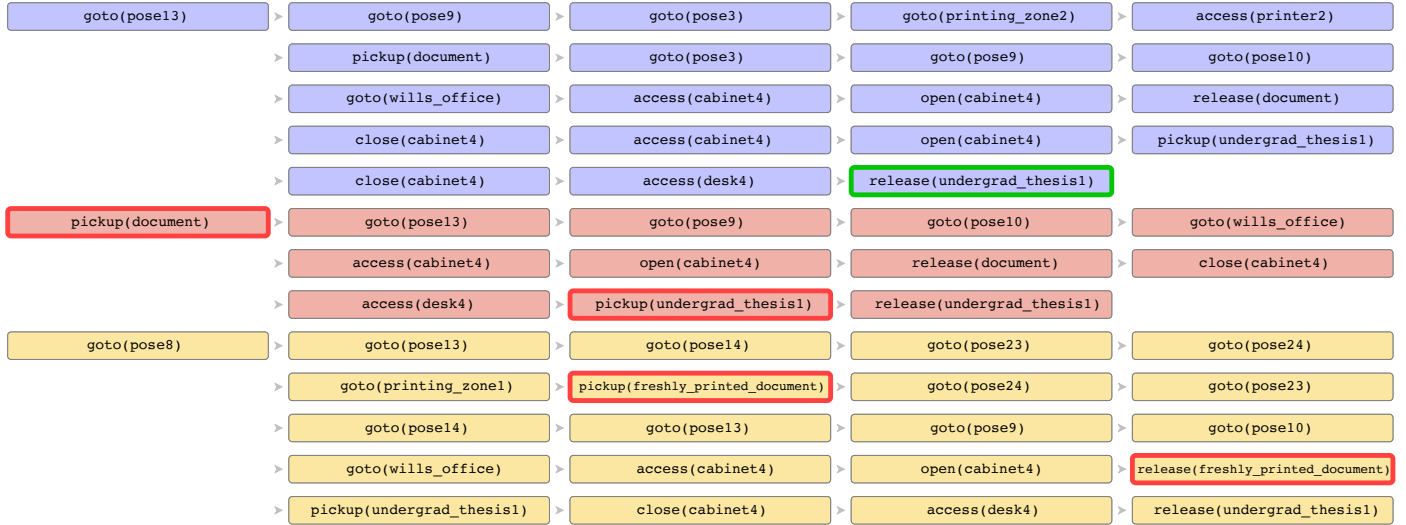 goto(pose13) goto(pose9) goto(pose3) goto(printing_zone2) access(printer2)
pickup(document) goto(pose3) goto(pose9) goto(pose10)
goto(wills_office) access(cabinet4) open(cabinet4) release(document)
close(cabinet4) access(cabinet4) open(cabinet4) pickup(undergrad_thesis1)
close(cabinet4) access(desk4) release(undergrad_thesis1)
pickup(document) goto(pose13) goto(pose9) goto(pose10) goto(wills_office)
access(cabinet4) open(cabinet4) release(document) close(cabinet4)
access(desk4) pickup(undergrad_thesis1) release(undergrad_thesis1)
goto(pose8) goto(pose13) goto(pose14) goto(pose23) goto(pose24)
goto(printing_zone1) pickup(freshly_printed_document) goto(pose24) goto(pose23)
goto(pose14) goto(pose13) goto(pose9) goto(pose10)
goto(wills_office) access(cabinet4) open(cabinet4) release(freshly_printed_document)
pickup(undergrad_thesis1) close(cabinet4) access(desk4) release(undergrad_thesis1)